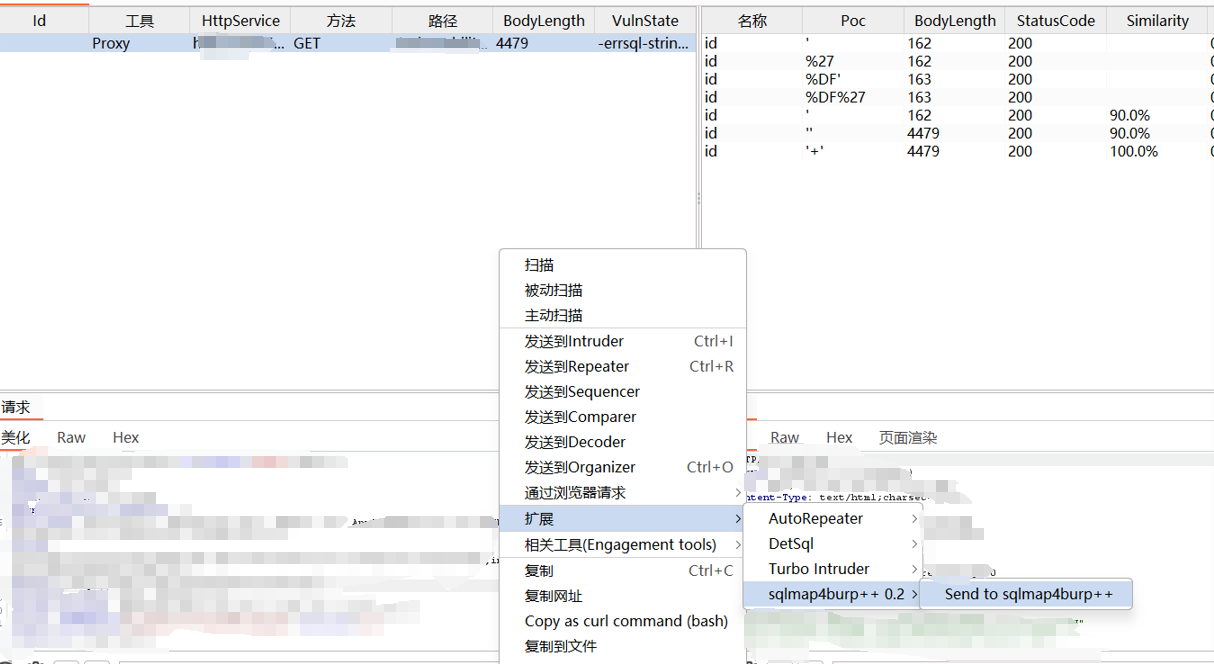 Id 工具 HttpService 方法 路径 BodyLength VulnState
Proxy GET 4479 -errsql-strin...
名称 Poc BodyLength StatusCode Similarity
id ' 162 200
id %27 162 200
id %DF' 163 200
id %DF%27 163 200
id ' 162 200 90.0%
id '' 4479 200 90.0%
id '+' 4479 200 100.0%
扫描
被动扫描
主动扫描
发送到Intruder Ctrl+I
发送到Repeater Ctrl+R
发送到Sequencer
发送到Comparer
发送到Decoder
发送到Organizer Ctrl+O
通过浏览器请求 >
扩展 >
相关工具(Engagement tools) >
复制 Ctrl+C
复制网址
Copy as curl command (bash)
复制到文件
AutoRepeater >
DetSql >
Turbo Intruder >
sqlmap4burp++ 0.2 >
Send to sqlmap4burp++
请求
美化 Raw Hex
Raw Hex 页面渲染
ntent-Type: text/html;charset